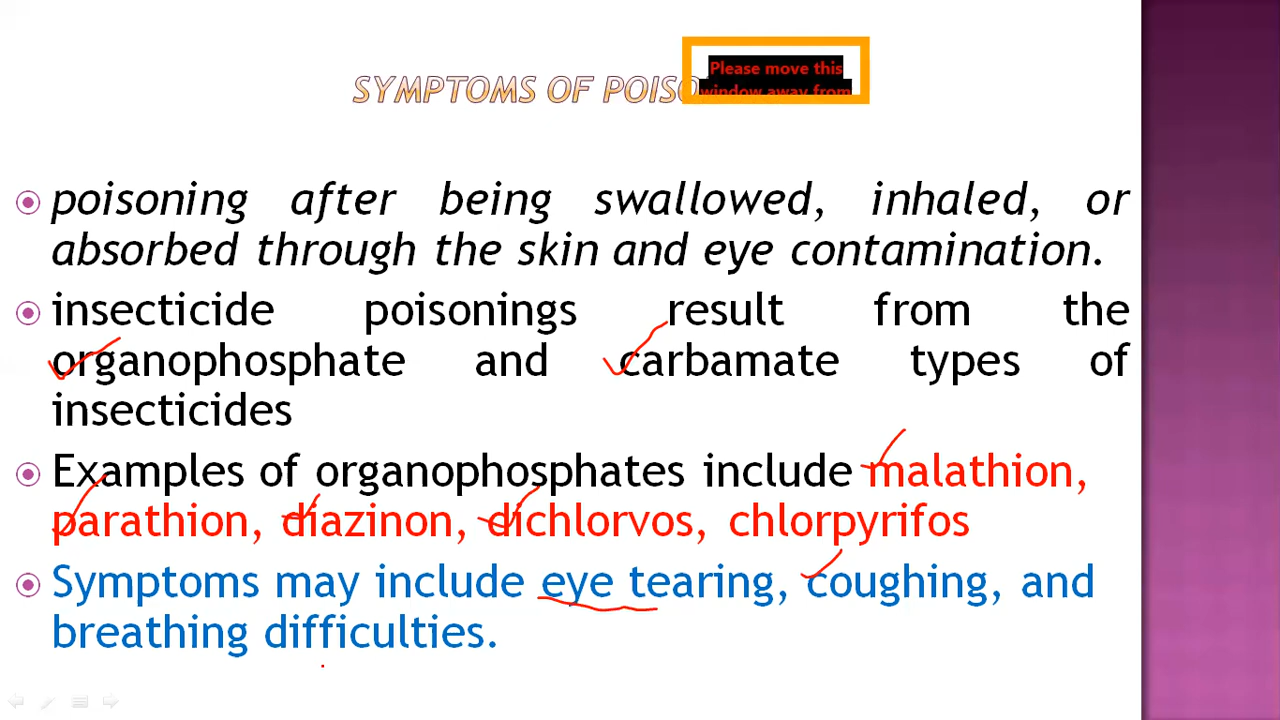 SYMPTOMS OF POISO
Please move this
window away from
poisoning after being swallowed, inhaled, or
absorbed through the skin and eye contamination.
insecticide poisonings result from the
organophosphate and carbamate types of
insecticides
Examples of organophosphates include malathion,
parathion, diazinon, dichlorvos, chlorpyrifos
Symptoms may include eye tearing, coughing, and
breathing difficulties.